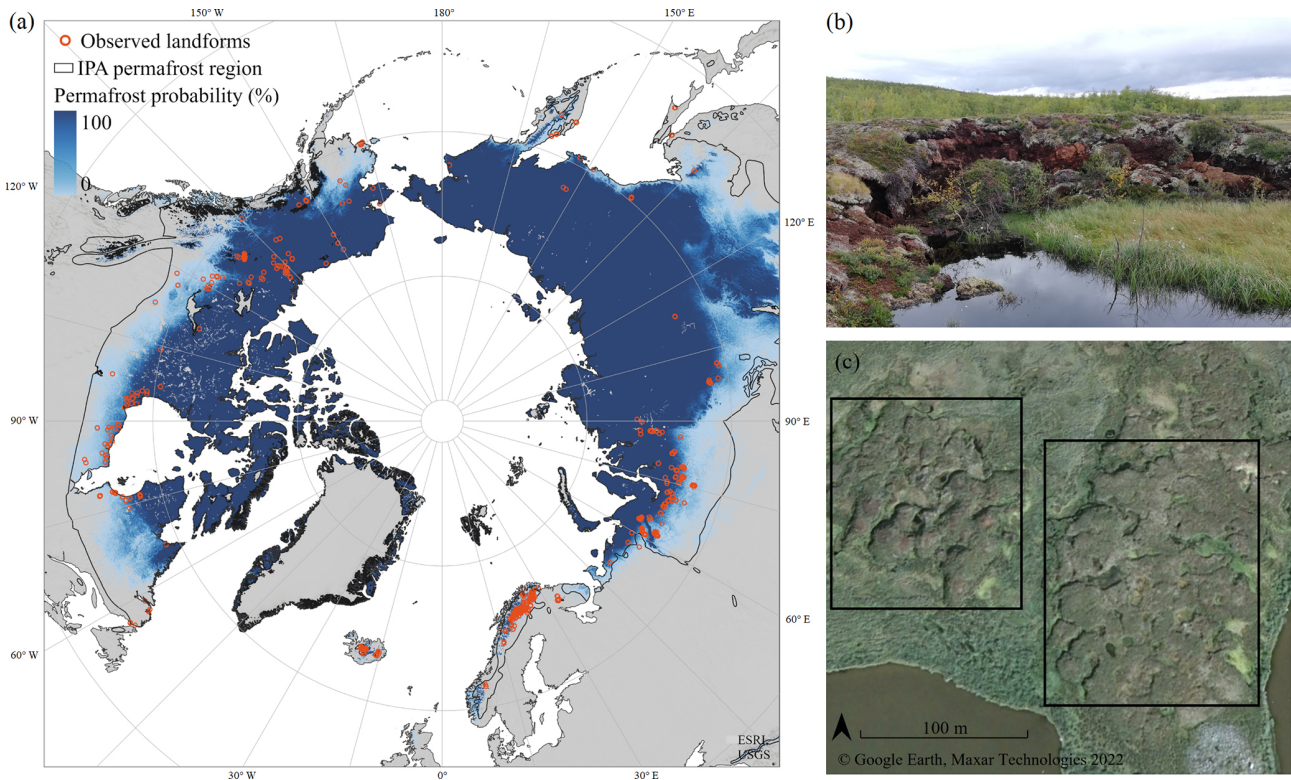 (a)
150° W
180°
150° E
Observed landforms
IPA permafrost region
Permafrost probability (%)
100
0
120° W
120° E
90° W
90° E
60° W
60° E
30° W
0°
30° E
ESRI
USGS
(b)
(c)
100 m
© Google Earth, Maxar Technologies 2022